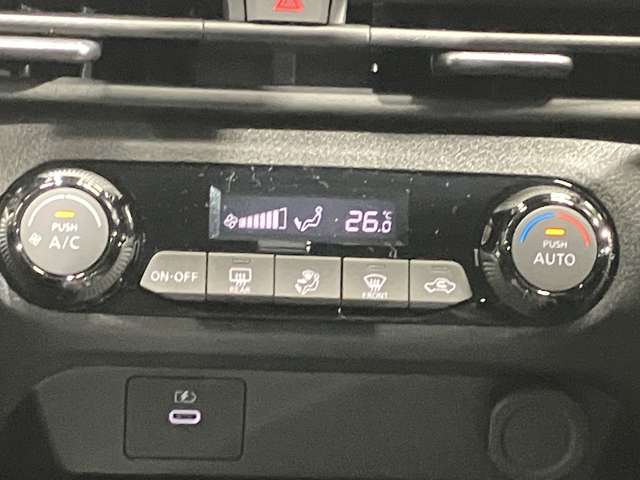 26.0 °C
PUSH
A/C
PUSH
AUTO
ON·OFF
REAR
FRONT